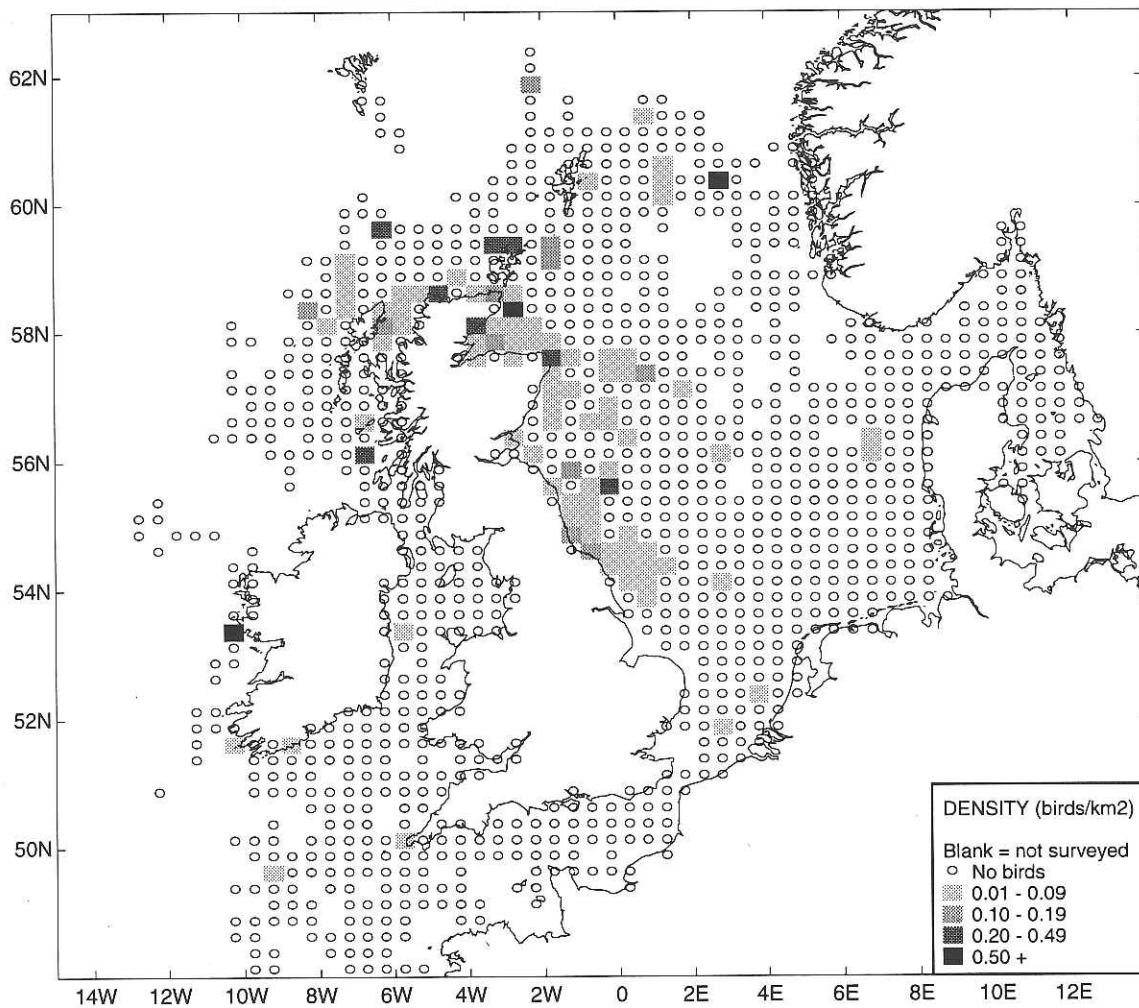 62N
60N
58N
56N
54N
52N
50N
DENSITY (birds/km2)
Blank = not surveyed
No birds
0.01 - 0.09
0.10 - 0.19
0.20 - 0.49
0.50 +
14W 12W 10W 8W 6W 4W 2W 0 2E 4E 6E 8E 10E 12E